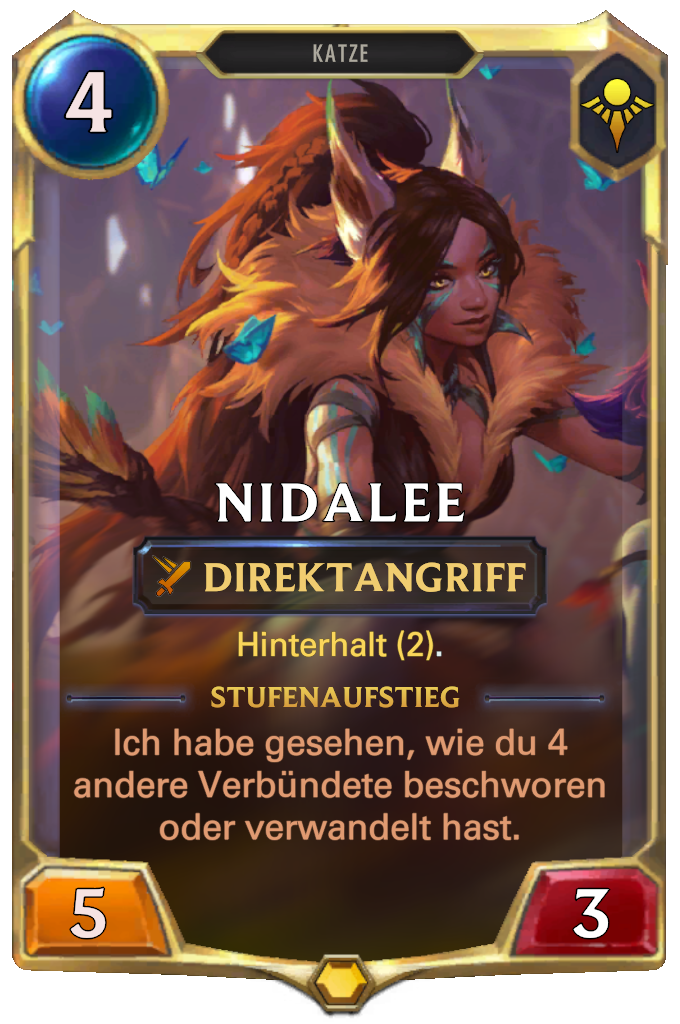 KATZE
4
NIDALEE
DIREKTANGRIFF
Hinterhalt (2).
STUFENAUFSTIEG
Ich habe gesehen, wie du 4
andere Verbündete beschworen
oder verwandelt hast.
5
3